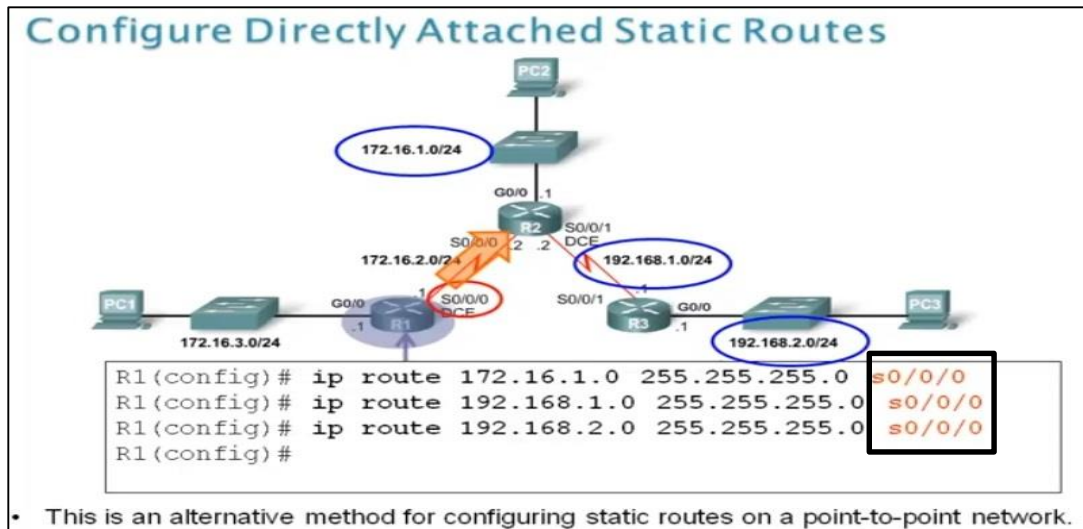 Configure Directly Attached Static Routes
PC2
172.16.1.0/24
G0/0 .1
R2
S0/0/0 .2 .2 S0/0/1
DCE
172.16.2.0/24
192.168.1.0/24
.1 S0/0/0
DCE
S0/0/1 .1
PC1
G0/0
.1
R1
R3
G0/0
.1
PC3
172.16.3.0/24
192.168.2.0/24
R1(config)# ip route 172.16.1.0 255.255.255.0 s0/0/0
R1(config)# ip route 192.168.1.0 255.255.255.0 s0/0/0
R1(config)# ip route 192.168.2.0 255.255.255.0 s0/0/0
R1(config)#
• This is an alternative method for configuring static routes on a point-to-point network.